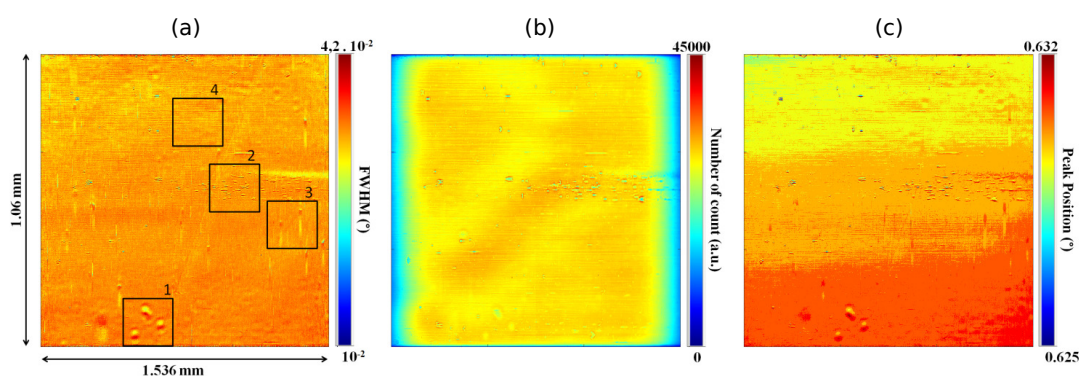 (a)
(b)
(c)
4,2 . 10⁻²
45000
0.632
4
2
3
1
1.06 mm
FWHM (°)
Number of count (a.u.)
Peak Position (°)
10⁻²
0
0.625
1.536 mm